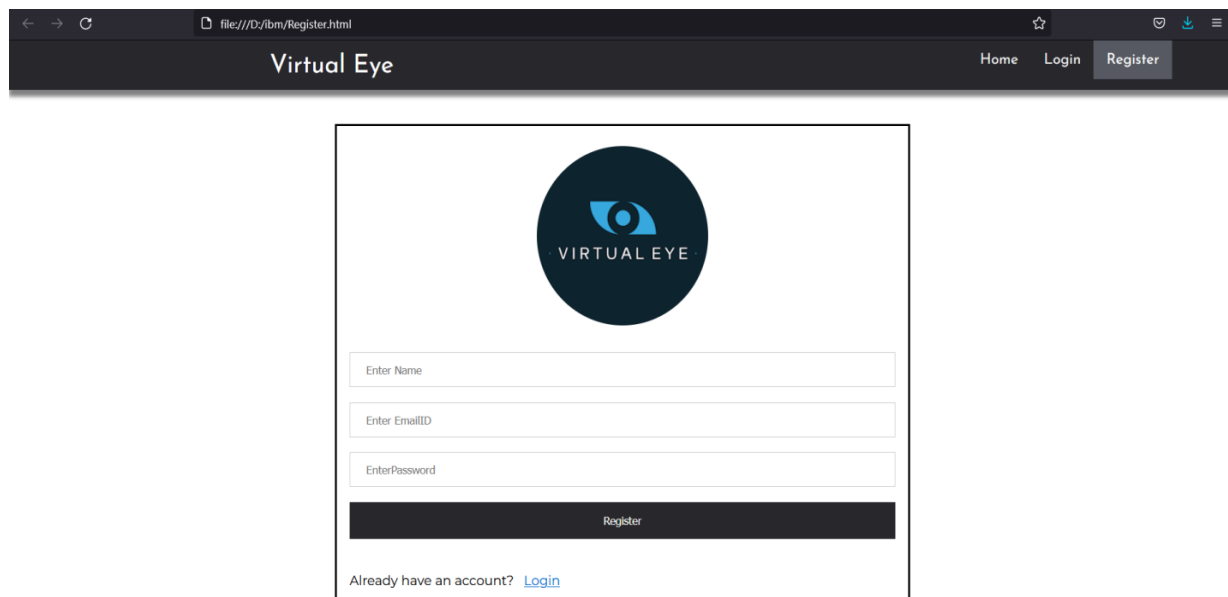 file:///D:/ibm/Register.html
Virtual Eye Home Login Register
VIRTUAL EYE
Enter Name
Enter EmailID
EnterPassword
Register
Already have an account? Login